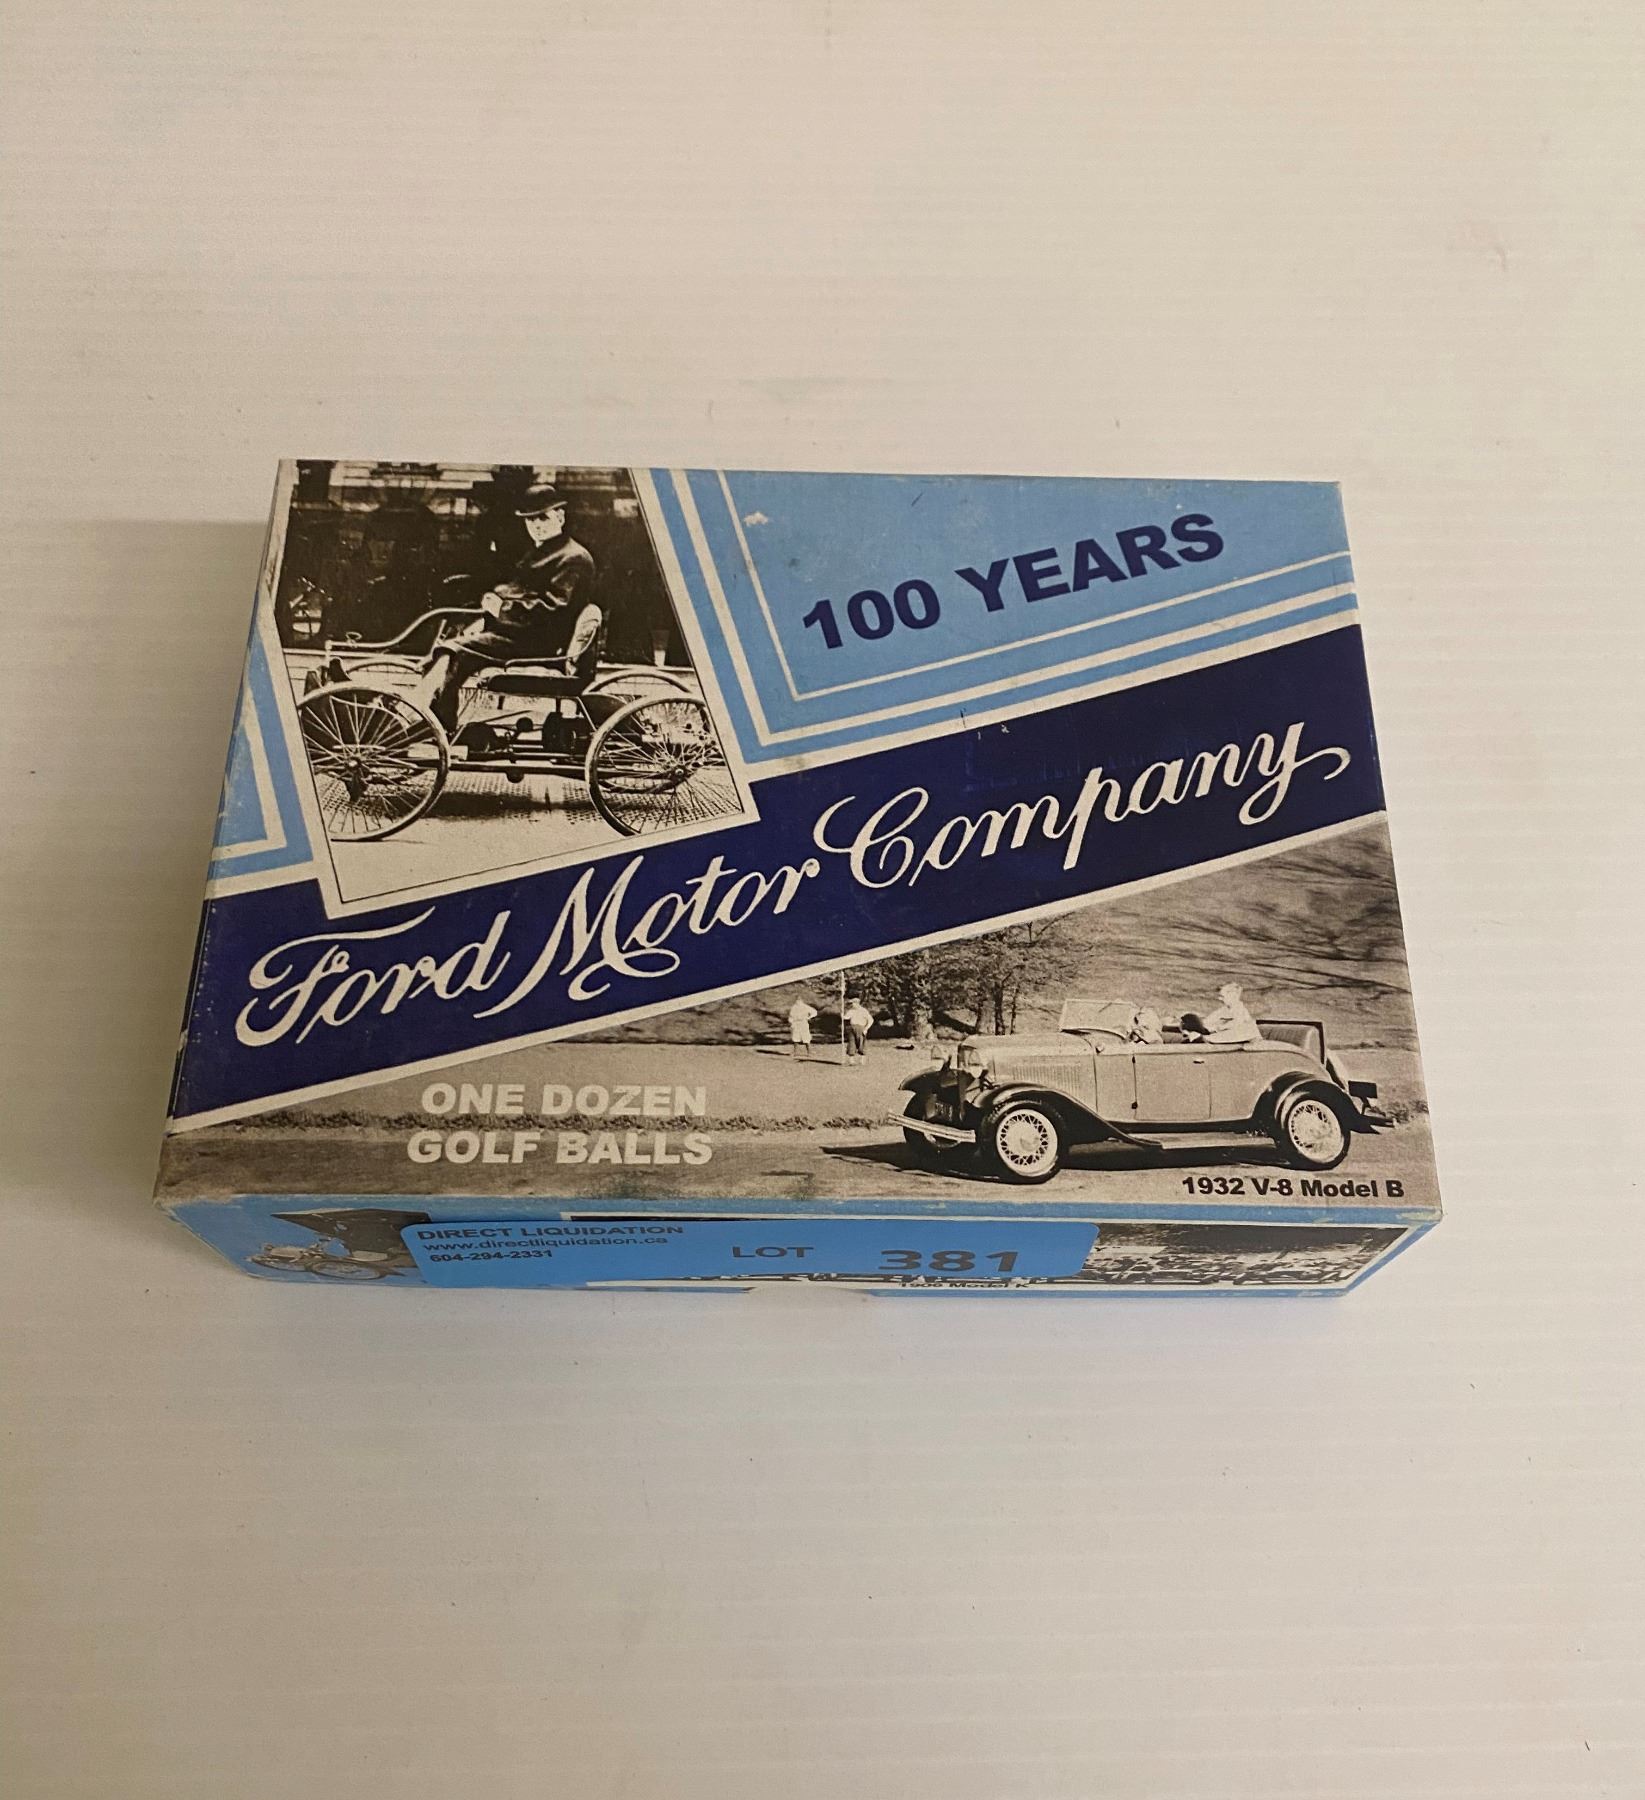 100 YEARS
Ford Motor Company
ONE DOZEN
GOLF BALLS
1932 V-8 Model B
DIRECT LIQUIDATION
www.directliquidation.ca
604-294-2331
LOT 381
Model K